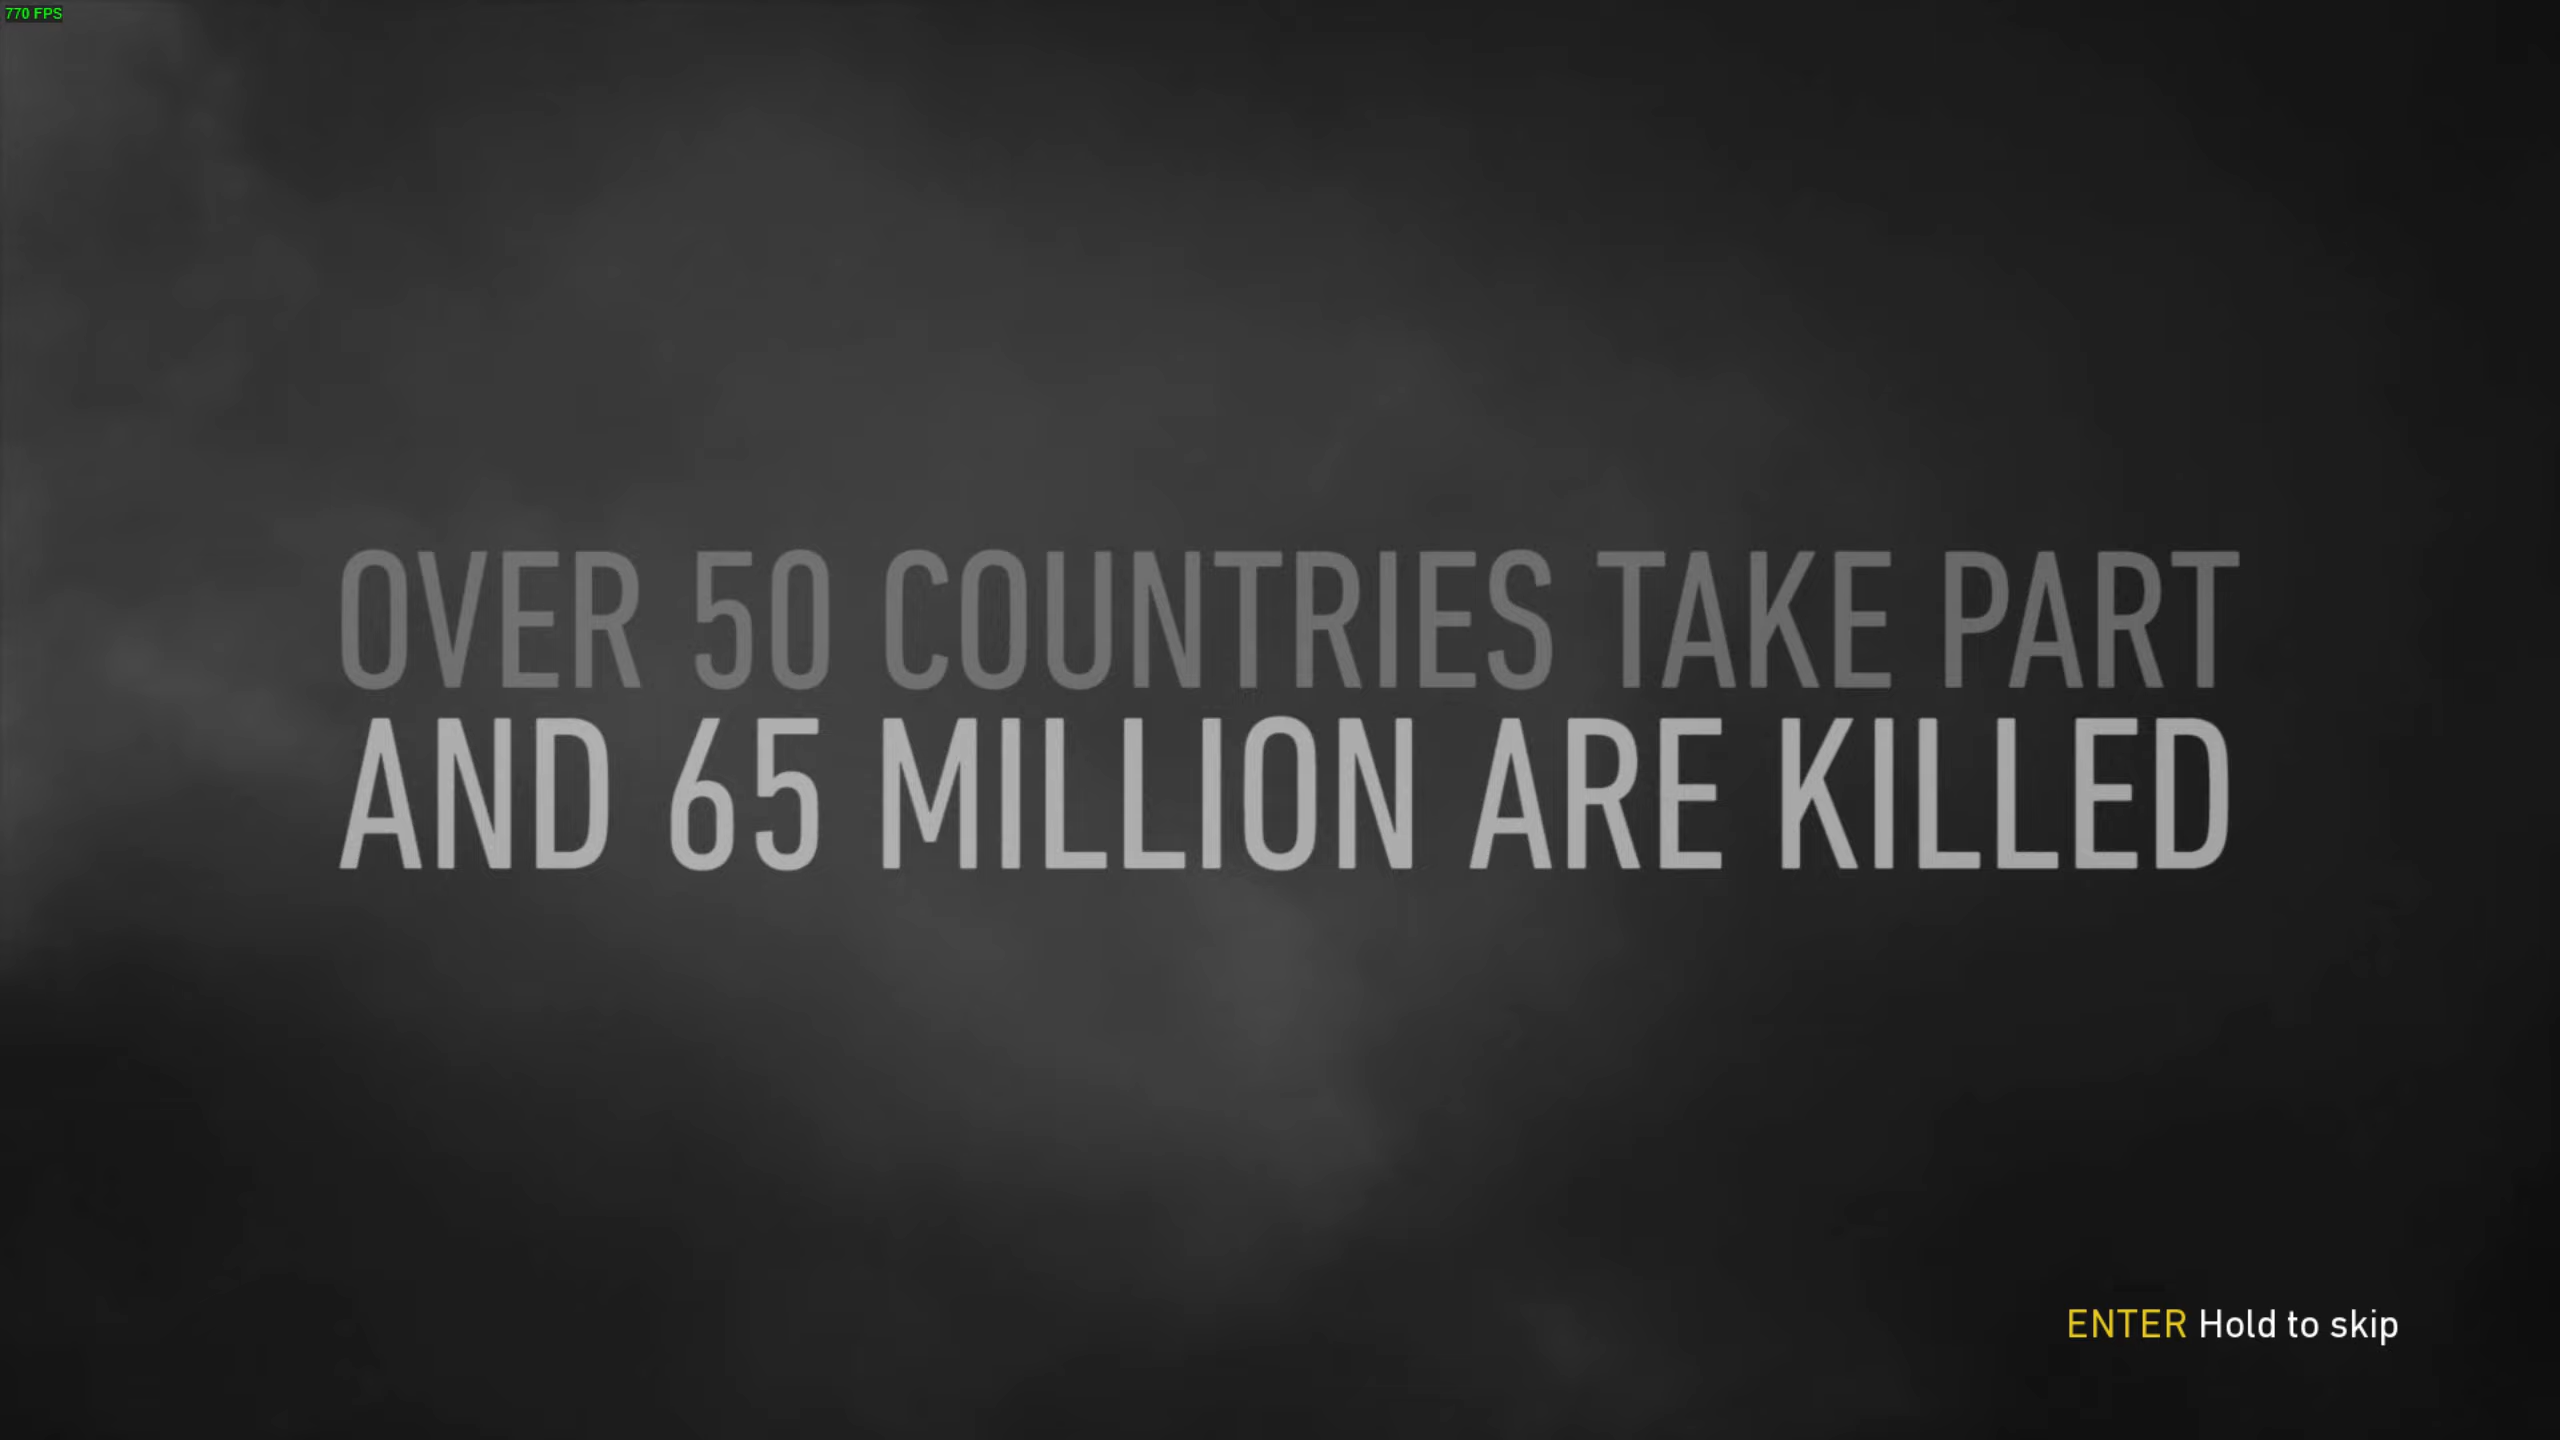 770 FPS
OVER 50 COUNTRIES TAKE PART
AND 65 MILLION ARE KILLED
ENTER Hold to skip